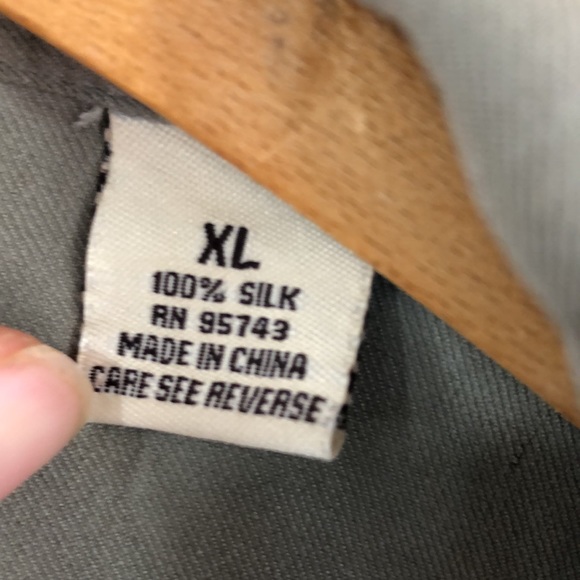 XL
100% SILK
RN 95743
MADE IN CHINA
CARE SEE REVERSE